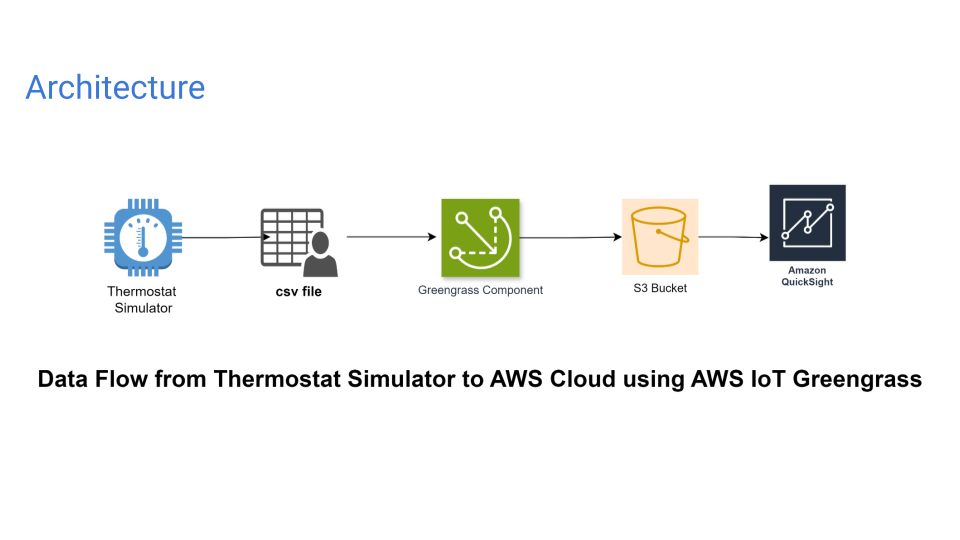 Architecture
Thermostat
Simulator
csv file
Greengrass Component
S3 Bucket
Amazon
QuickSight
Data Flow from Thermostat Simulator to AWS Cloud using AWS IoT Greengrass